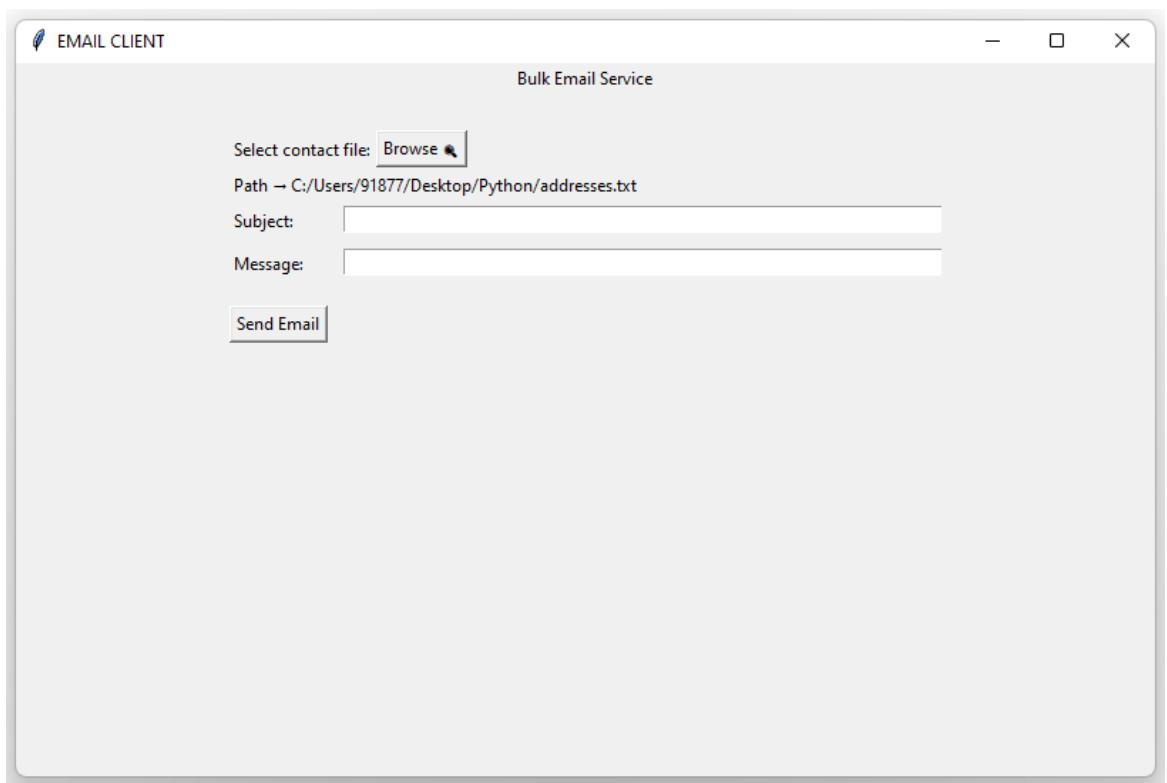 EMAIL CLIENT
Bulk Email Service
Select contact file: Browse 🔍
Path → C:/Users/91877/Desktop/Python/addresses.txt
Subject:
Message:
Send Email